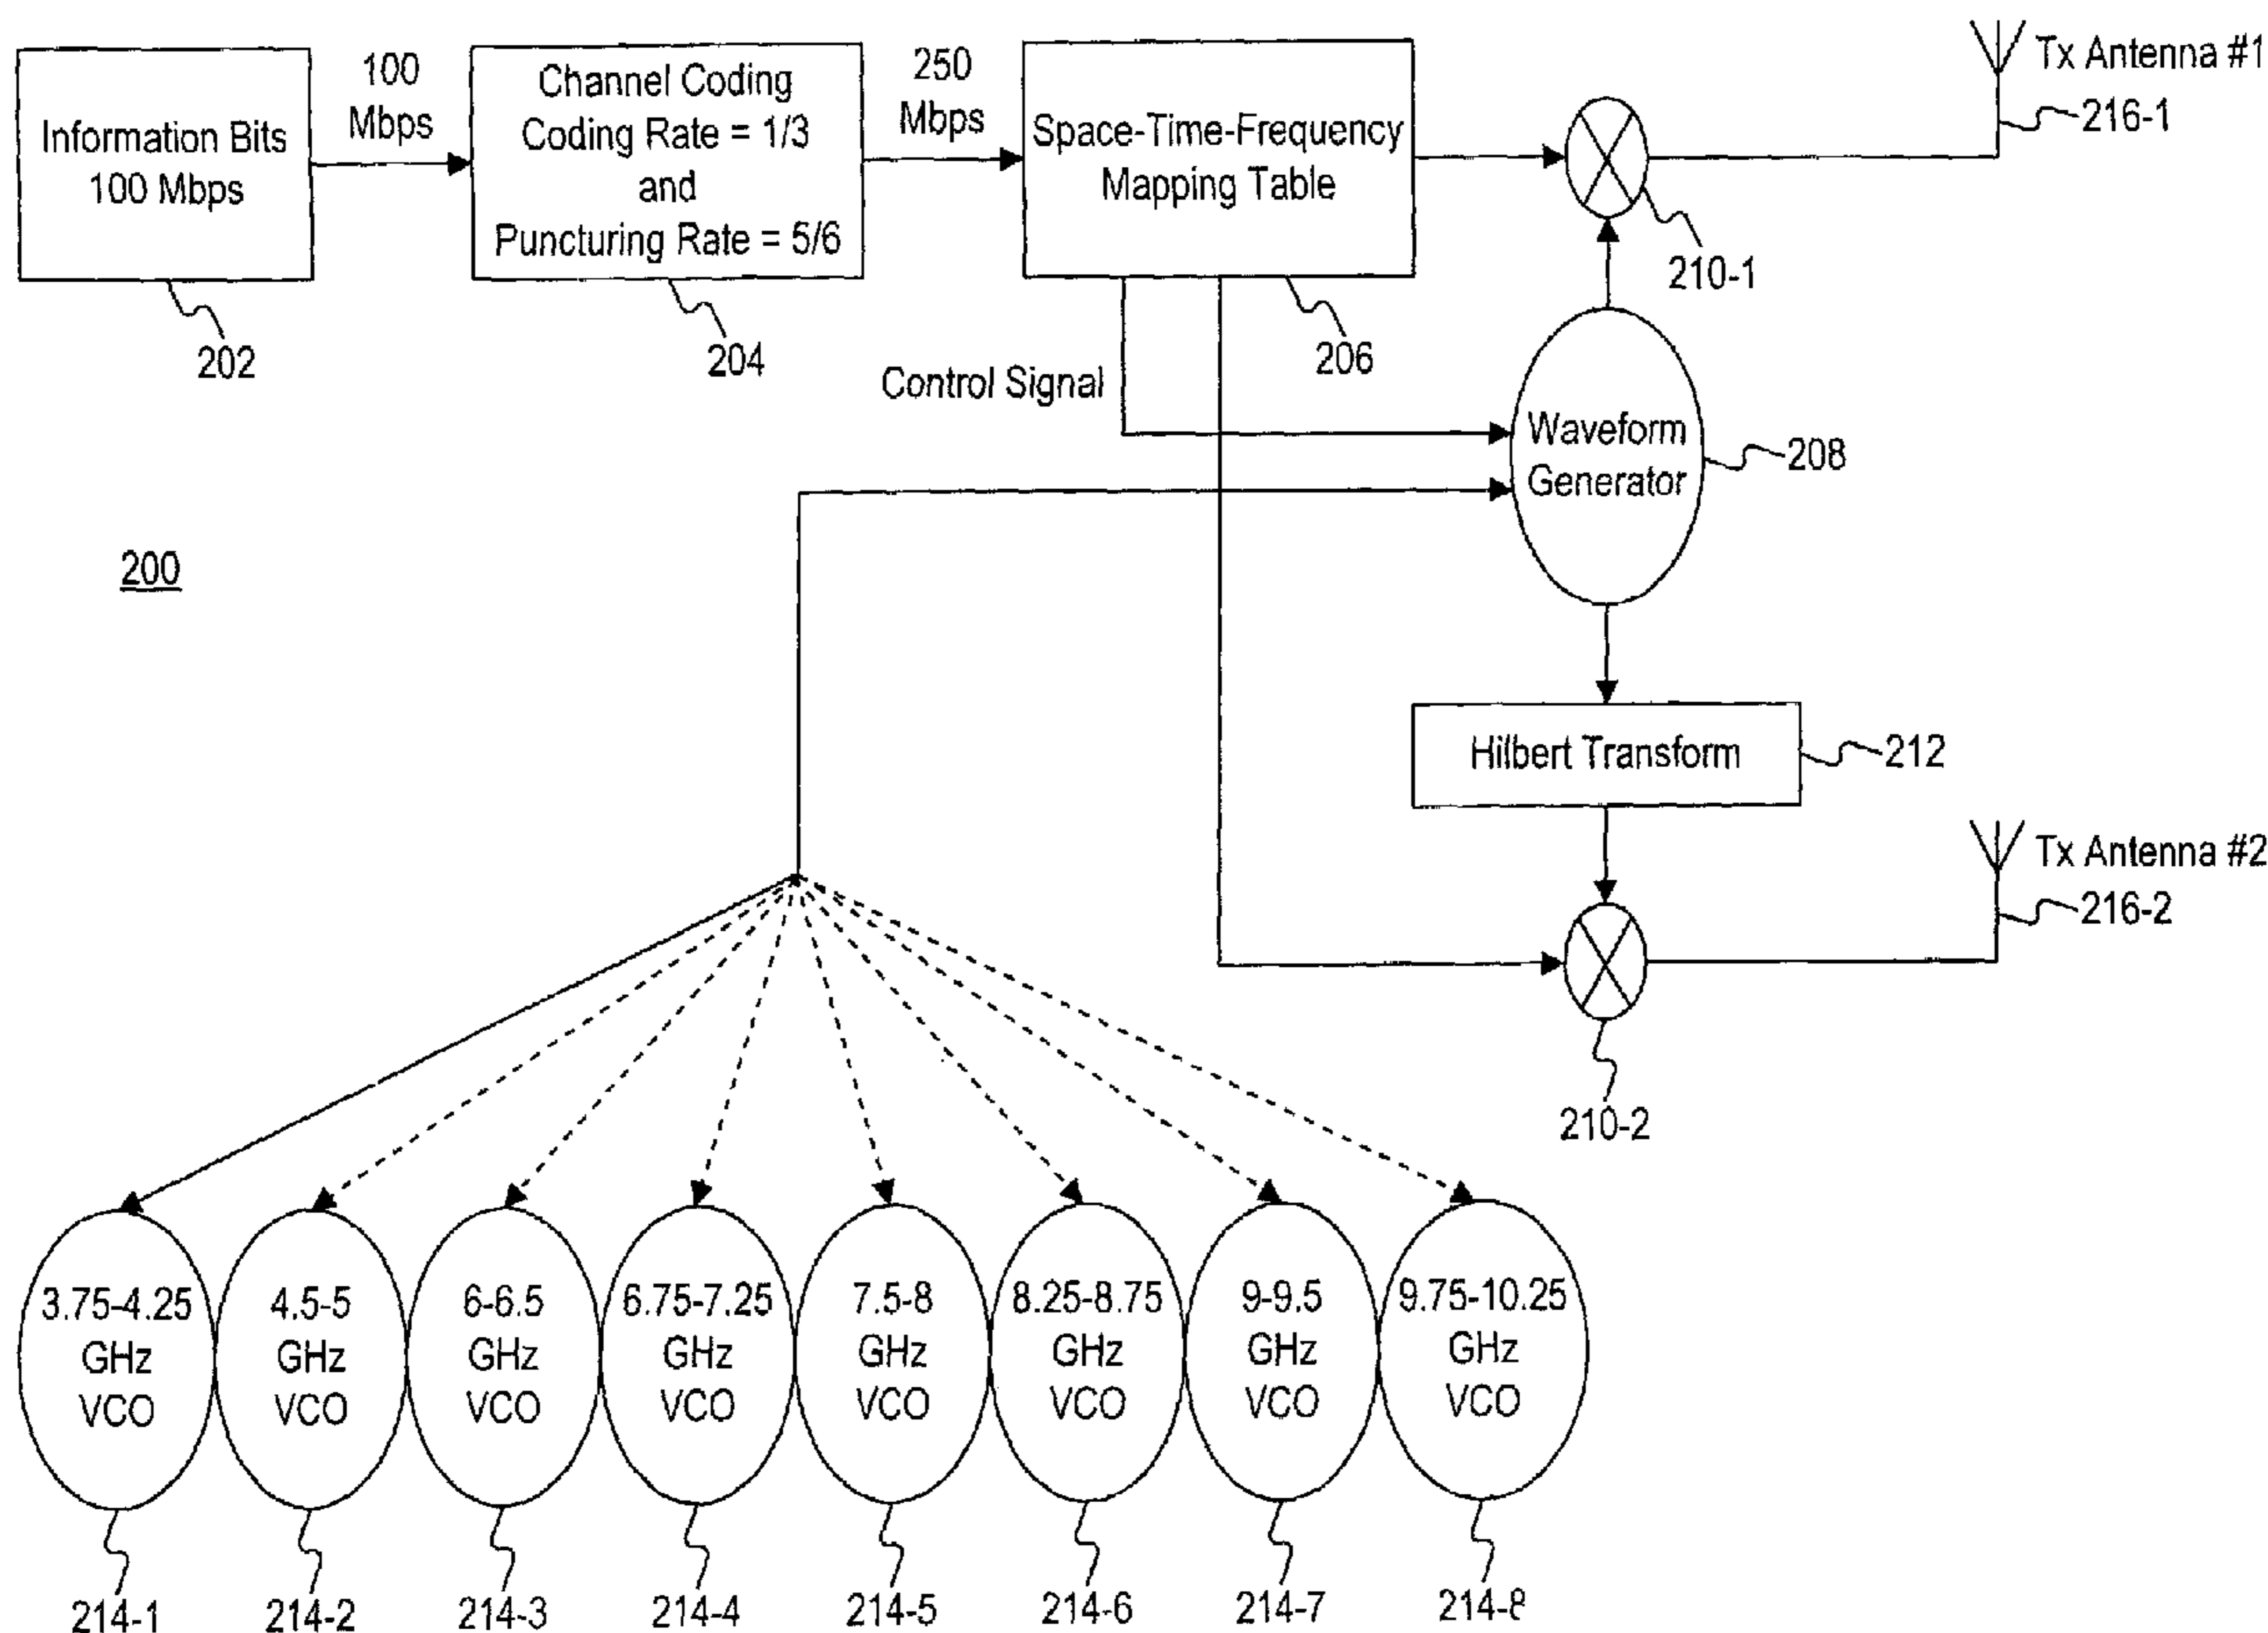 Information Bits
100 Mbps
202
100
Mbps
Channel Coding
Coding Rate = 1/3
and
Puncturing Rate = 5/6
204
250
Mbps
Space-Time-Frequency
Mapping Table
206
Control Signal
210-1
Tx Antenna #1
216-1
Waveform
Generator
208
200
Hilbert Transform
212
Tx Antenna #2
216-2
210-2
3.75-4.25
GHz
VCO
214-1
4.5-5
GHz
VCO
214-2
6-6.5
GHz
VCO
214-3
6.75-7.25
GHz
VCO
214-4
7.5-8
GHz
VCO
214-5
8.25-8.75
GHz
VCO
214-6
9-9.5
GHz
VCO
214-7
9.75-10.25
GHz
VCO
214-8